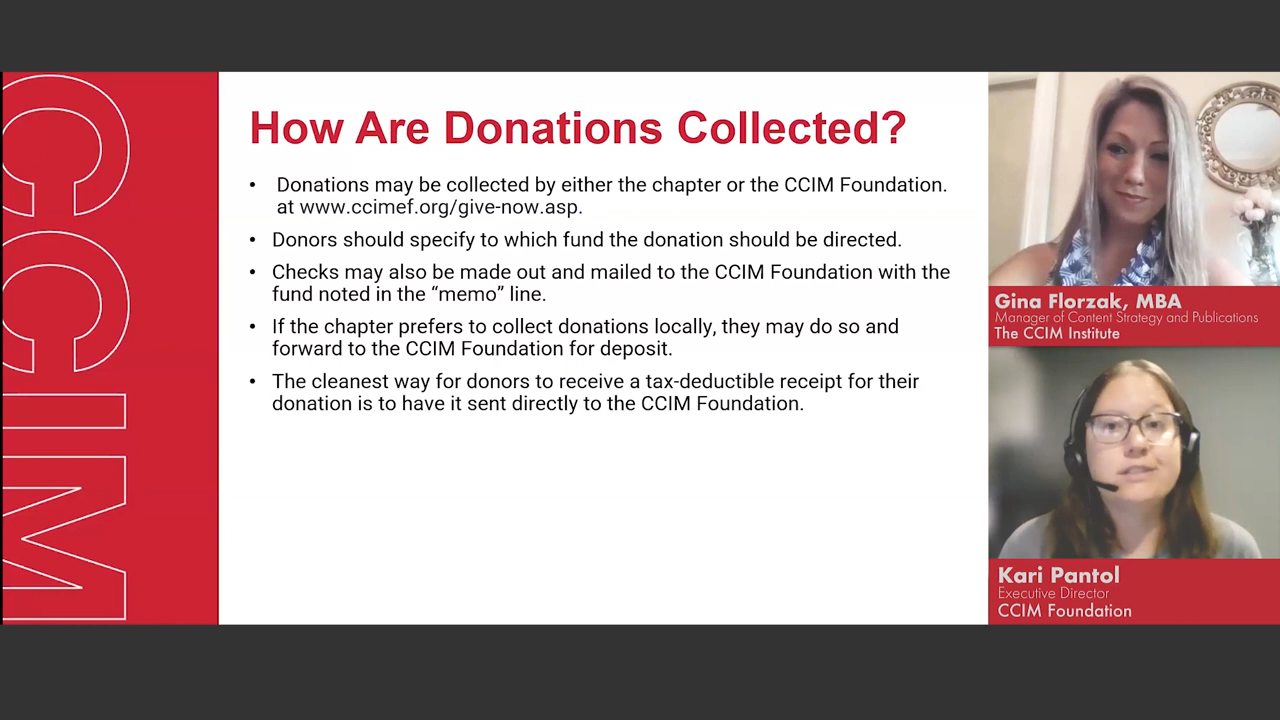 CCIM
How Are Donations Collected?
• Donations may be collected by either the chapter or the CCIM Foundation.
at www.ccimef.org/give-now.asp.
• Donors should specify to which fund the donation should be directed.
• Checks may also be made out and mailed to the CCIM Foundation with the
fund noted in the “memo” line.
• If the chapter prefers to collect donations locally, they may do so and
forward to the CCIM Foundation for deposit.
• The cleanest way for donors to receive a tax-deductible receipt for their
donation is to have it sent directly to the CCIM Foundation.
Gina Florzak, MBA
Manager of Content Strategy and Publications
The CCIM Institute
Kari Pantol
Executive Director
CCIM Foundation